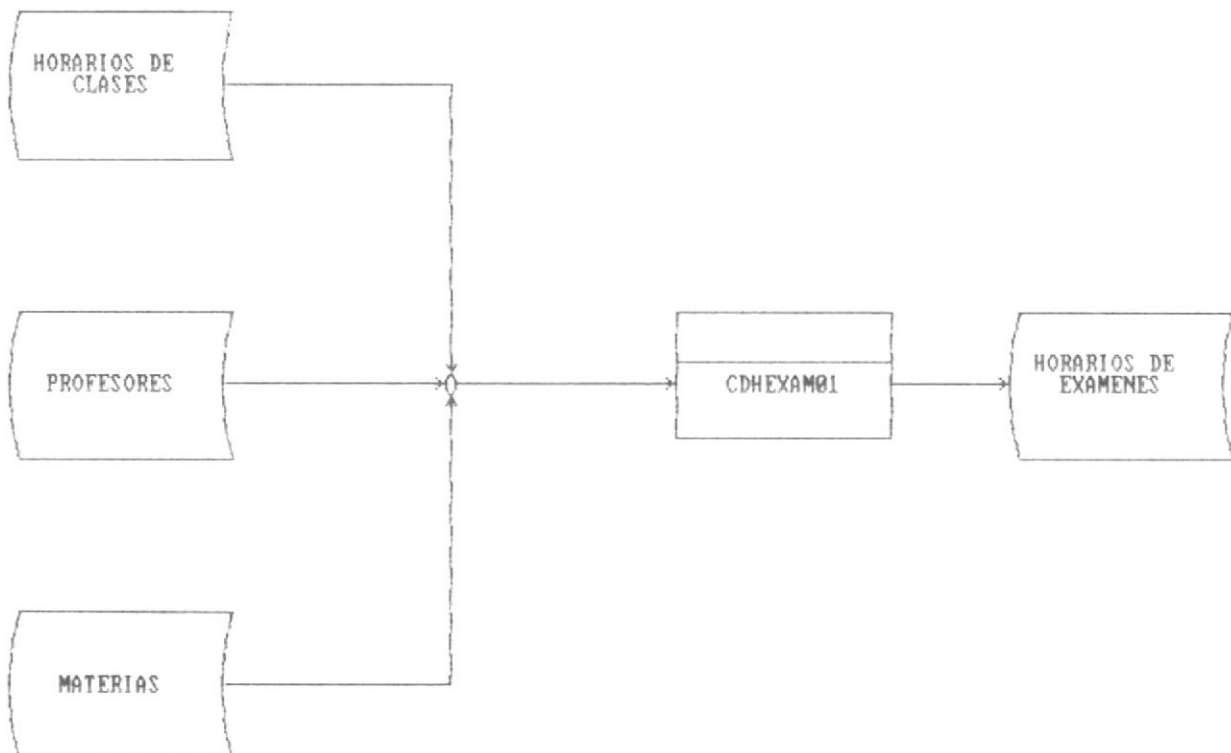 HORARIOS DE
CLASES
PROFESORES
CDHEXAM01
HORARIOS DE
EXAMENES
MATERIAS